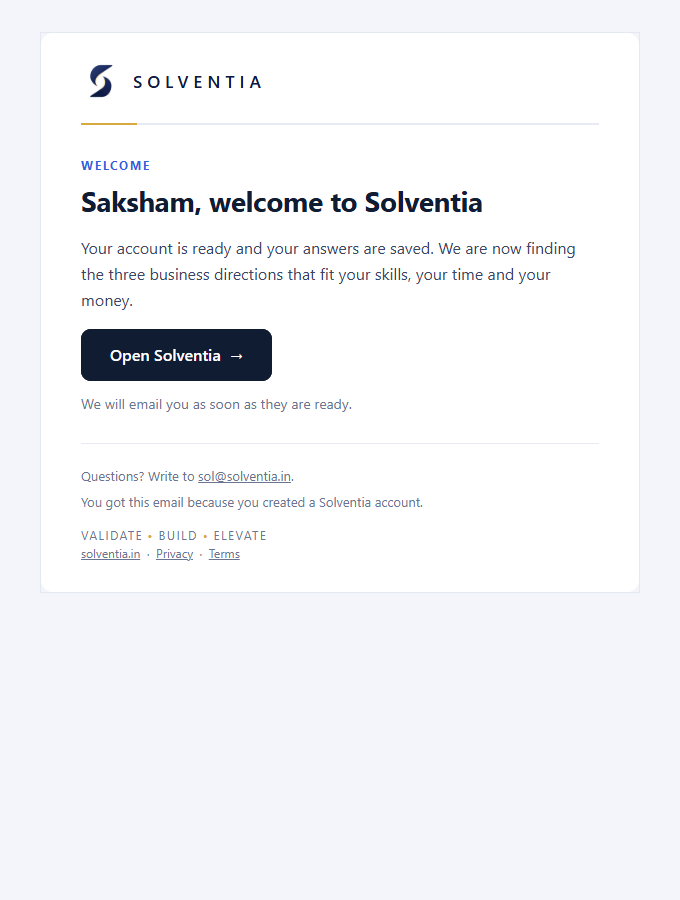 SOLVENTIA
WELCOME
Saksham, welcome to Solventia
Your account is ready and your answers are saved. We are now finding
the three business directions that fit your skills, your time and your
money.
Open Solventia →
We will email you as soon as they are ready.
Questions? Write to sol@solventia.in.
You got this email because you created a Solventia account.
VALIDATE • BUILD • ELEVATE
solventia.in · Privacy · Terms